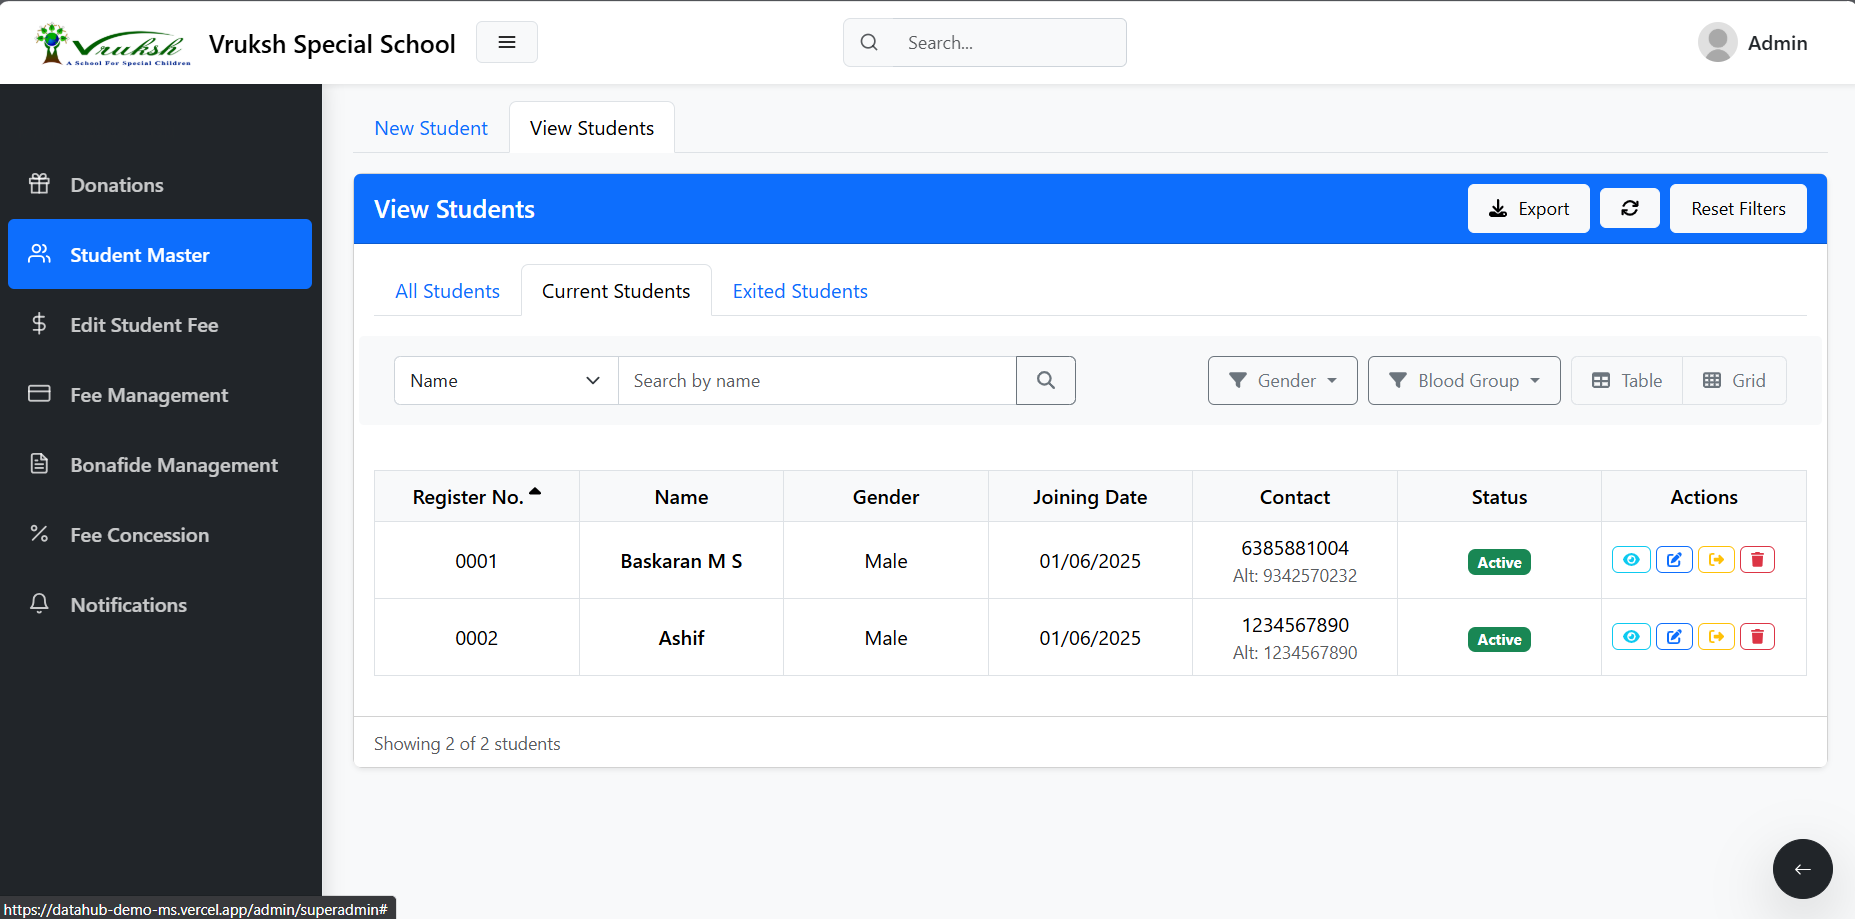 Vruksh
A School For Special Children
Vruksh Special School
Search...
Admin
Donations
Student Master
Edit Student Fee
Fee Management
Bonafide Management
Fee Concession
Notifications
New Student
View Students
View Students
Export
Reset Filters
All Students
Current Students
Exited Students
Name
Search by name
Gender
Blood Group
Table
Grid
Register No. Name Gender Joining Date Contact Status Actions
0001 Baskaran M S Male 01/06/2025 6385881004 Active
Alt: 9342570232
0002 Ashif Male 01/06/2025 1234567890 Active
Alt: 1234567890
Showing 2 of 2 students
https://datahub-demo-ms.vercel.app/admin/superadmin#